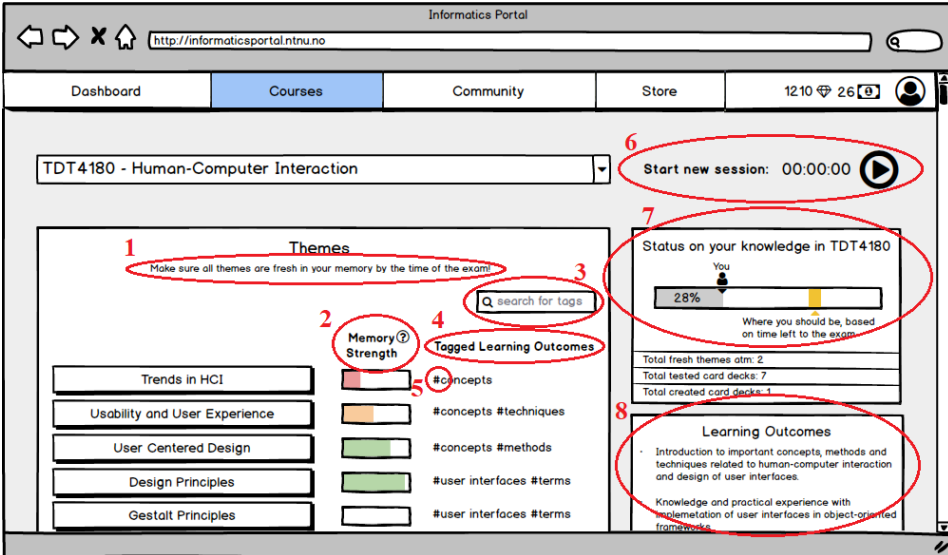 Informatics Portal
http://informaticsportal.ntnu.no
Dashboard
Courses
Community
Store
1210
26
6
TDT4180 - Human-Computer Interaction
Start new session: 00:00:00
7
1
Themes
Make sure all themes are fresh in your memory by the time of the exam!
3
search for tags
2
4
Memory ?
Strength
Tagged Learning Outcomes
5
Trends in HCI
#concepts
Usability and User Experience
#concepts #techniques
User Centered Design
#concepts #methods
Design Principles
#user interfaces #terms
Gestalt Principles
#user interfaces #terms
Status on your knowledge in TDT4180
You
28%
Where you should be, based
on time left to the exam
Total fresh themes atm: 2
Total tested card decks: 7
Total created card decks: 1
8
Learning Outcomes
Introduction to important concepts, methods and
techniques related to human-computer interaction
and design of user interfaces.
Knowledge and practical experience with
implemetation of user interfaces in object-oriented
frameworks